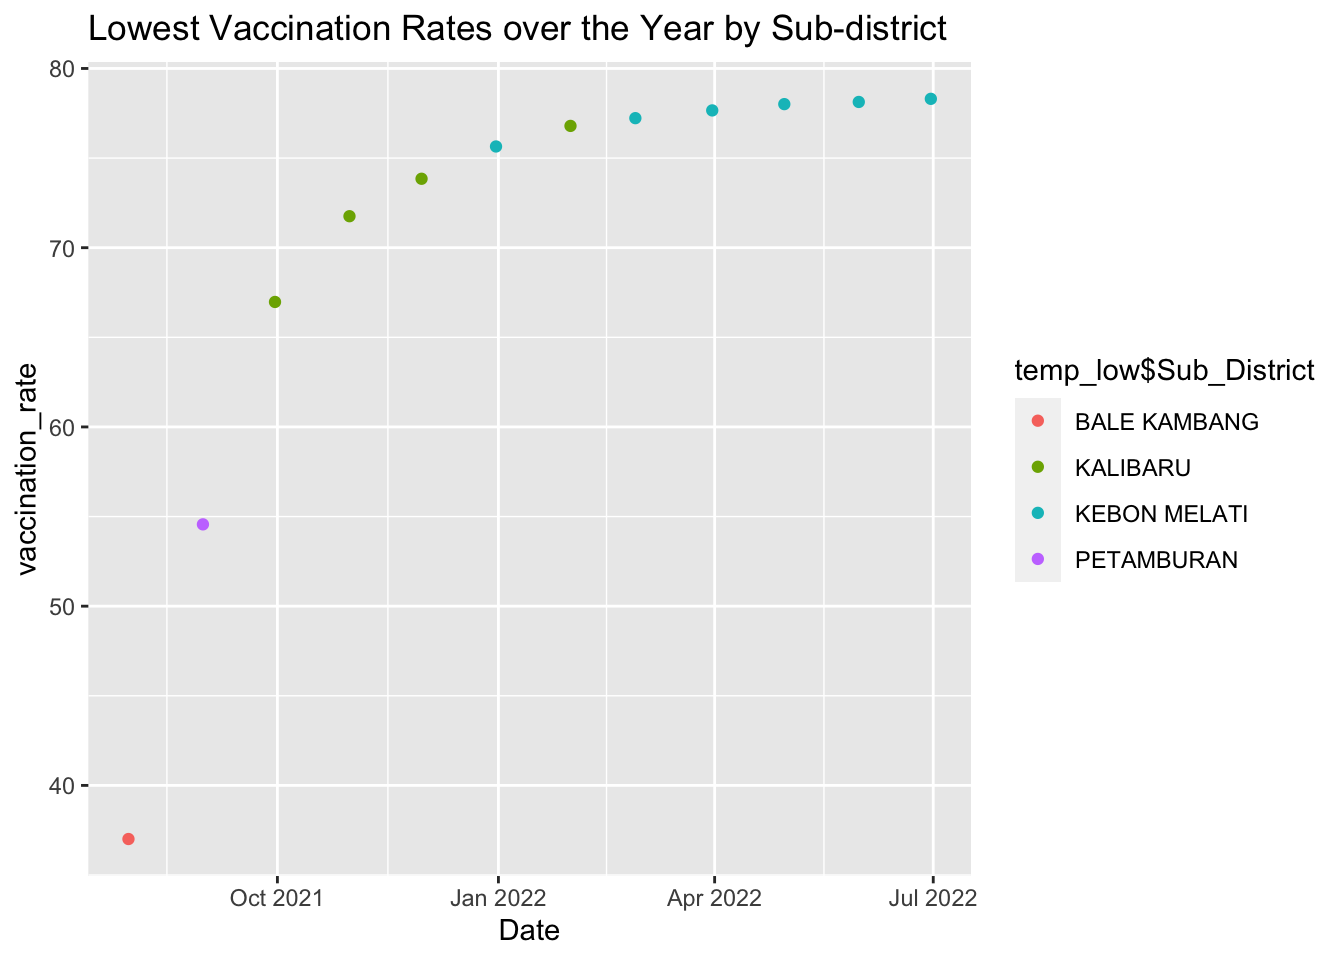 Lowest Vaccination Rates over the Year by Sub-district
vaccination_rate
80
70
60
50
40
Oct 2021
Jan 2022
Apr 2022
Jul 2022
Date
temp_low$Sub_District
BALE KAMBANG
KALIBARU
KEBON MELATI
PETAMBURAN